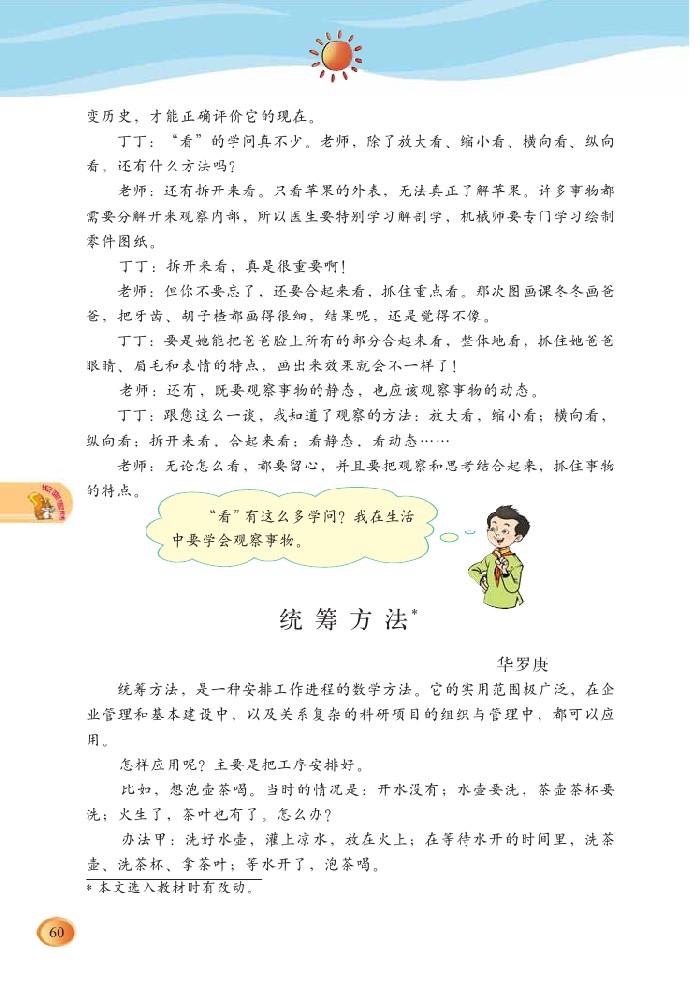 变历史，才能正确评价它的现在。
丁丁：“看”的学问真不少。老师，除了放大看、缩小看、横向看、纵向
看，还有什么方法吗？
老师：还有拆开来看。只看苹果的外表，无法真正了解苹果。许多事物都
需要分解开来观察内部，所以医生要特别学习解剖学，机械师要专门学习绘制
零件图纸。
丁丁：拆开来看，真是很重要啊！
老师：但你不要忘了，还要合起来看，抓住重点看。那次图画课冬冬画爸
爸，把牙齿、胡子楂都画得很细，结果呢，还是觉得不像。
丁丁：要是她能把爸爸脸上所有的部分合起来看，整体地看，抓住她爸爸
眼睛、眉毛和表情的特点，画出来效果就会不一样了！
老师：还有，既要观察事物的静态，也应该观察事物的动态。
丁丁：跟您这么一谈，我知道了观察的方法：放大看，缩小看；横向看，
纵向看；拆开来看，合起来看；看静态，看动态……
老师：无论怎么看，都要留心，并且要把观察和思考结合起来，抓住事物
的特点。
“看”有这么多学问？我在生活
中要学会观察事物。
统筹方法*
华罗庚
统筹方法，是一种安排工作进程的数学方法。它的实用范围极广泛，在企
业管理和基本建设中，以及关系复杂的科研项目的组织与管理中，都可以应
用。
怎样应用呢？主要是把工序安排好。
比如，想泡壶茶喝。当时的情况是：开水没有；水壶要洗，茶壶茶杯要
洗；火生了，茶叶也有了。怎么办？
办法甲：洗好水壶，灌上凉水，放在火上；在等待水开的时间里，洗茶
壶、洗茶杯、拿茶叶；等水开了，泡茶喝。
* 本文选入教材时有改动。
60